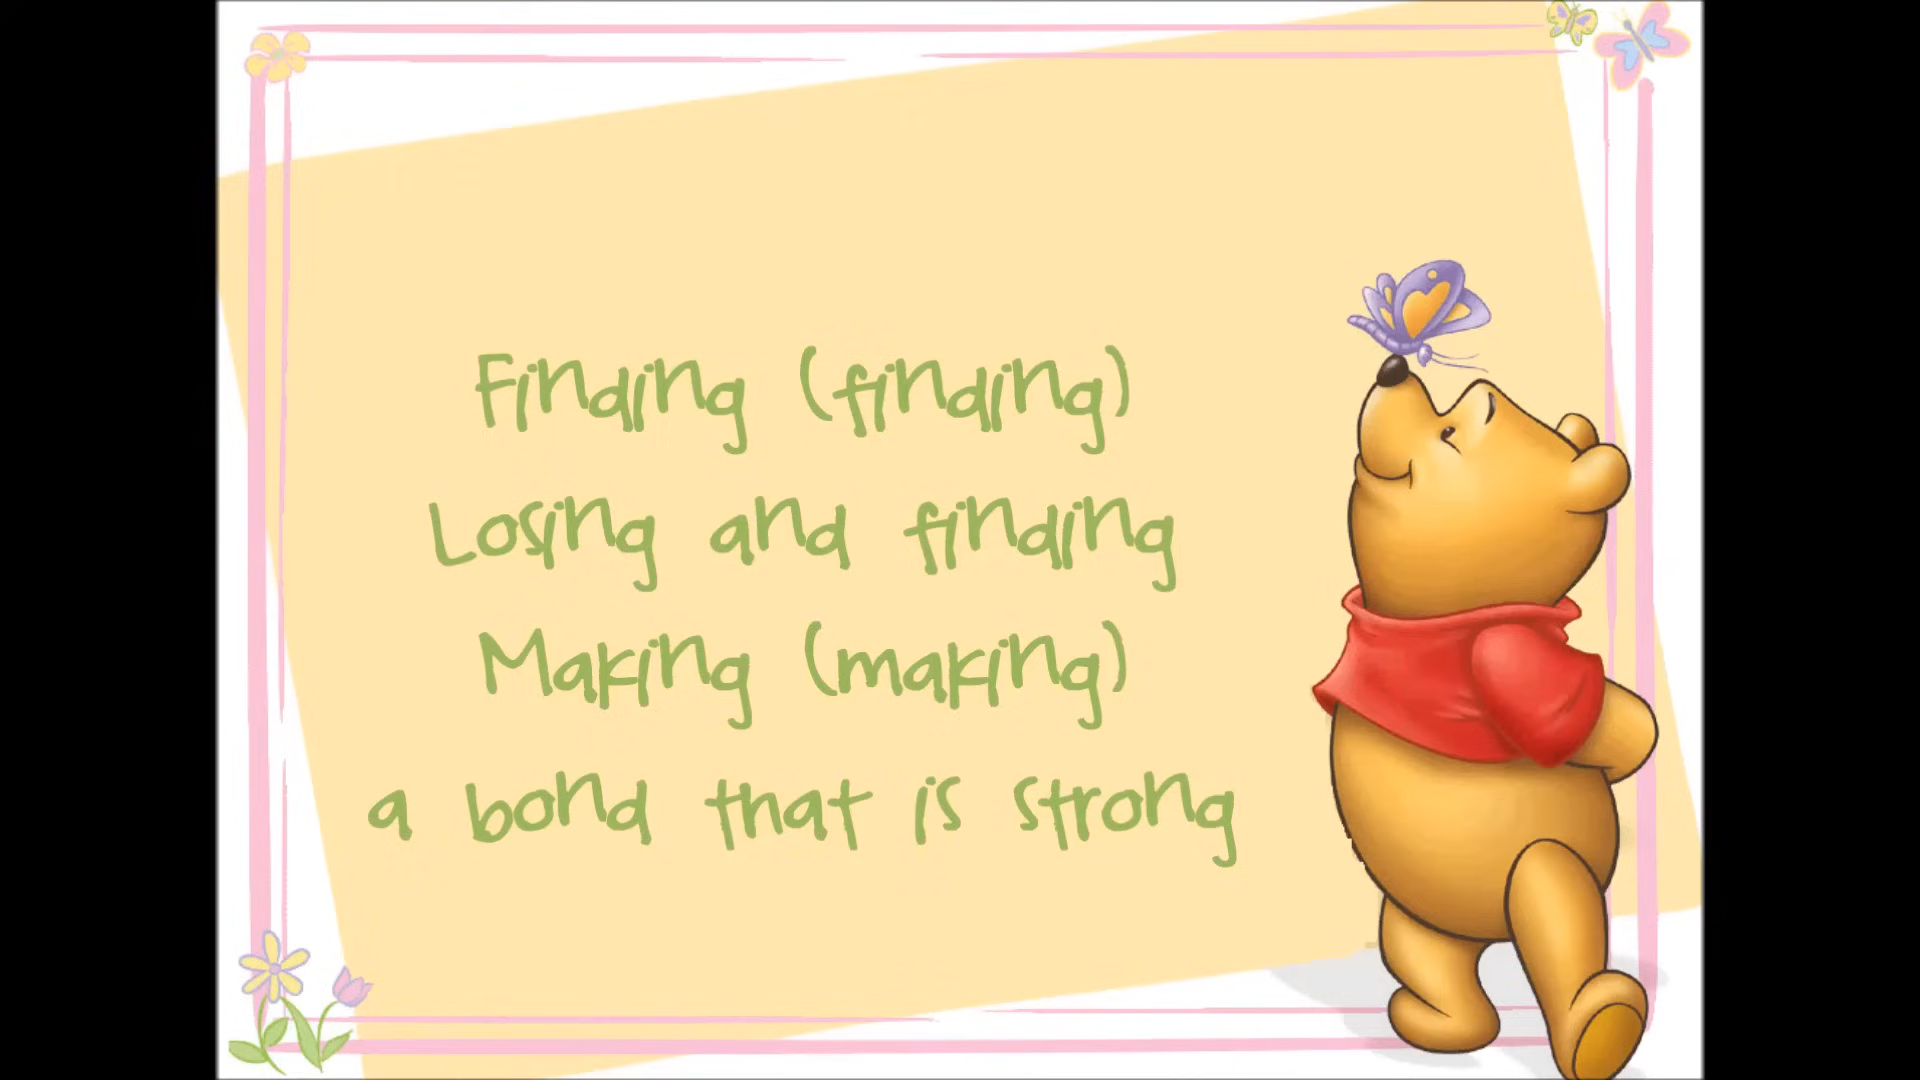 Finding (finding)
Losing and finding
Making (making)
a bond that is strong